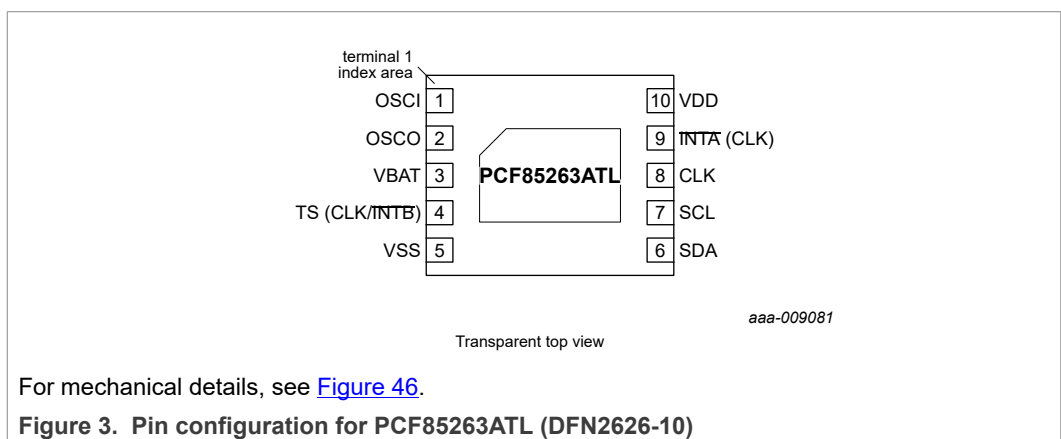 terminal 1
index area
OSCI 1
OSCO 2
VBAT 3
TS (CLK/INTB) 4
VSS 5
PCF85263ATL
10 VDD
9 INTA (CLK)
8 CLK
7 SCL
6 SDA
aaa-009081
Transparent top view
For mechanical details, see Figure 46.
Figure 3. Pin configuration for PCF85263ATL (DFN2626-10)